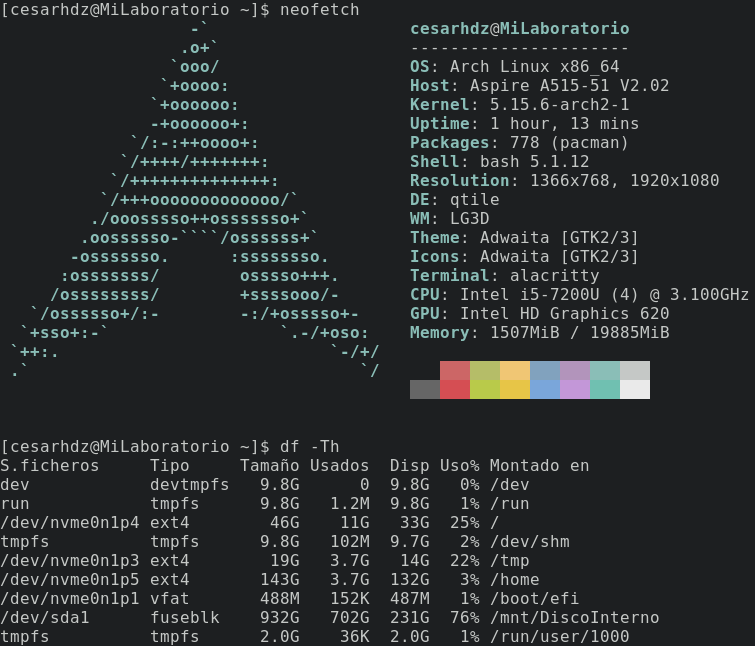 [cesarhdz@MiLaboratorio ~]$ neofetch
                   -`                    cesarhdz@MiLaboratorio
                  .o+`                   ----------------------
                 `ooo/                   OS: Arch Linux x86_64
                `+oooo:                  Host: Aspire A515-51 V2.02
               `+oooooo:                 Kernel: 5.15.6-arch2-1
               -+oooooo+:                Uptime: 1 hour, 13 mins
             `/:-:++oooo+:               Packages: 778 (pacman)
            `/++++/+++++++:              Shell: bash 5.1.12
           `/++++++++++++++:             Resolution: 1366x768, 1920x1080
          `/+++ooooooooooooo/`           DE: qtile
         ./ooosssso++osssssso+`          WM: LG3D
        .oossssso-````/ossssss+`         Theme: Adwaita [GTK2/3]
       -osssssso.      :ssssssso.        Icons: Adwaita [GTK2/3]
      :osssssss/        osssso+++.       Terminal: alacritty
     /ossssssss/        +ssssooo/-       CPU: Intel i5-7200U (4) @ 3.100GHz
   `/ossssso+/:-        -:/+osssso+-     GPU: Intel HD Graphics 620
  `+sso+:-`                 `.-/+oso:    Memory: 1507MiB / 19885MiB
 `++:.                           `-/+/
 .`                                 `/
[cesarhdz@MiLaboratorio ~]$ df -Th
S.ficheros     Tipo     Tamaño Usados  Disp Uso% Montado en
dev            devtmpfs   9.8G      0  9.8G   0% /dev
run            tmpfs      9.8G   1.2M  9.8G   1% /run
/dev/nvme0n1p4 ext4        46G    11G   33G  25% /
tmpfs          tmpfs      9.8G   102M  9.7G   2% /dev/shm
/dev/nvme0n1p3 ext4        19G   3.7G   14G  22% /tmp
/dev/nvme0n1p5 ext4       143G   3.7G  132G   3% /home
/dev/nvme0n1p1 vfat       488M   152K  487M   1% /boot/efi
/dev/sda1      fuseblk    932G   702G  231G  76% /mnt/DiscoInterno
tmpfs          tmpfs      2.0G    36K  2.0G   1% /run/user/1000